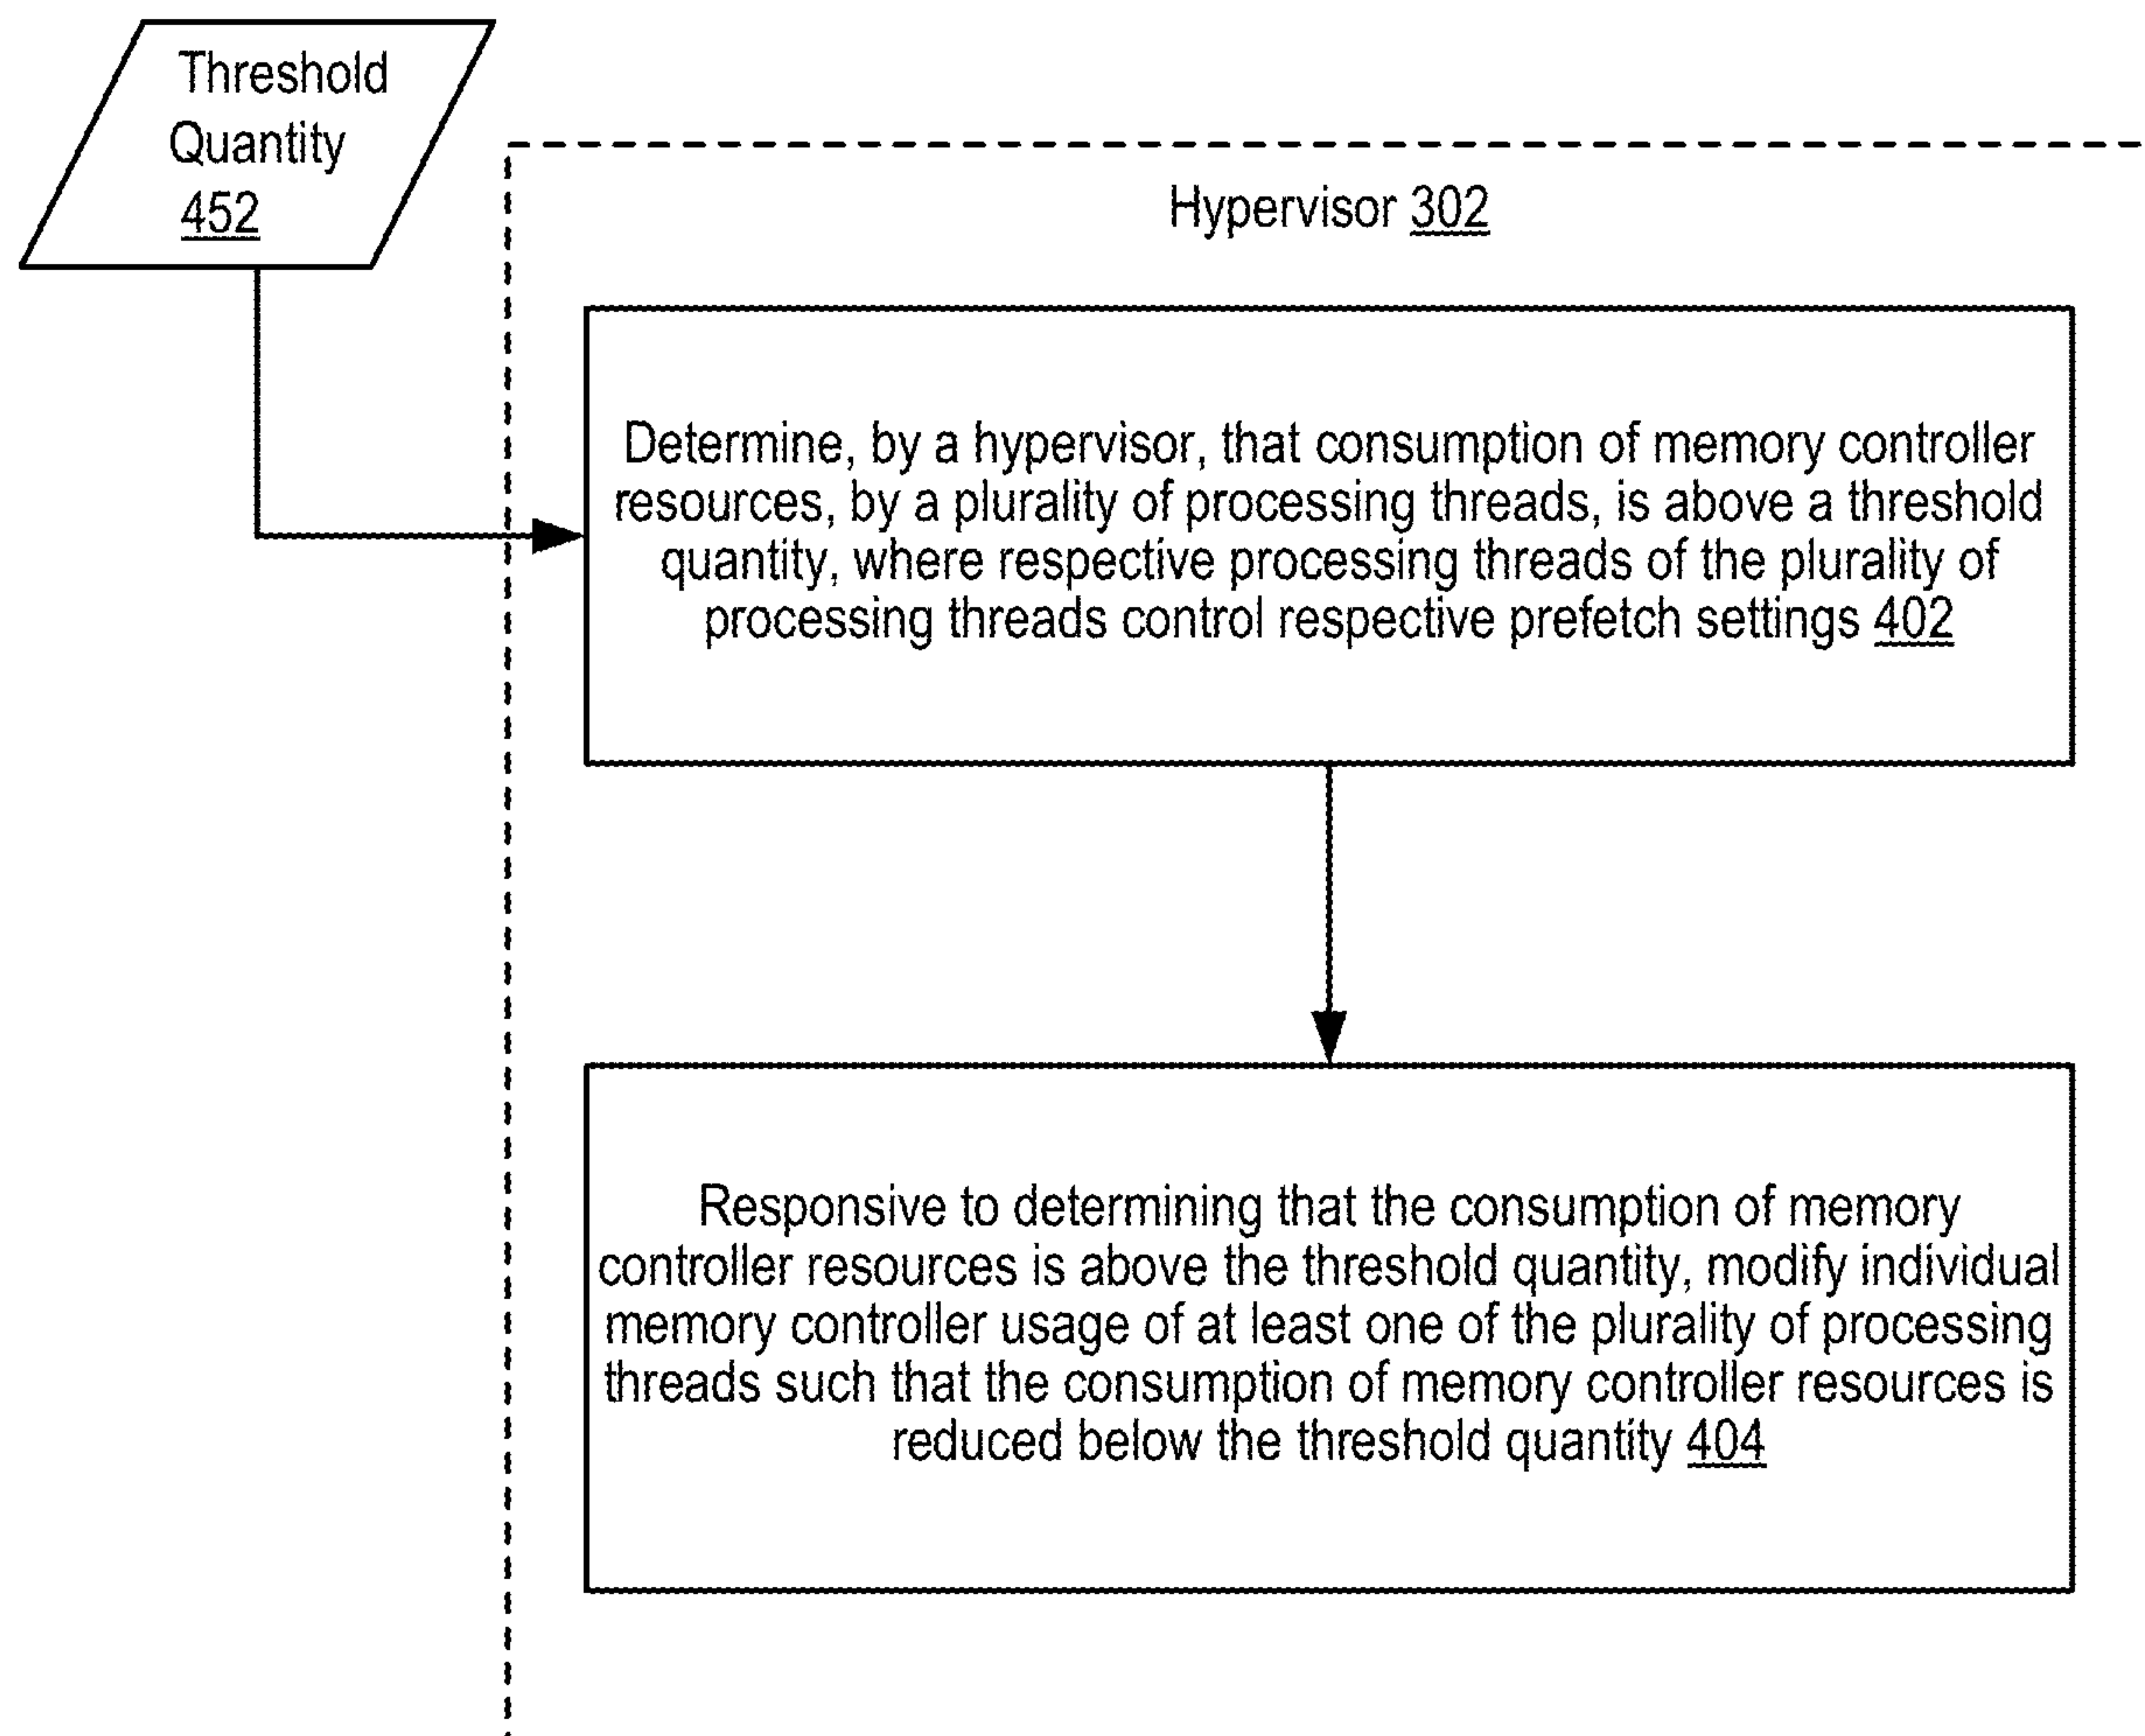 Threshold
Quantity
452
Hypervisor 302
Determine, by a hypervisor, that consumption of memory controller
resources, by a plurality of processing threads, is above a threshold
quantity, where respective processing threads of the plurality of
processing threads control respective prefetch settings 402
Responsive to determining that the consumption of memory
controller resources is above the threshold quantity, modify individual
memory controller usage of at least one of the plurality of processing
threads such that the consumption of memory controller resources is
reduced below the threshold quantity 404